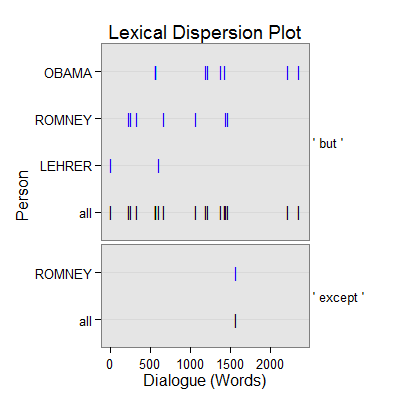 Lexical Dispersion Plot
OBAMA
ROMNEY
LEHRER
all
' but '
ROMNEY
all
' except '
Person
0 500 1000 1500 2000
Dialogue (Words)